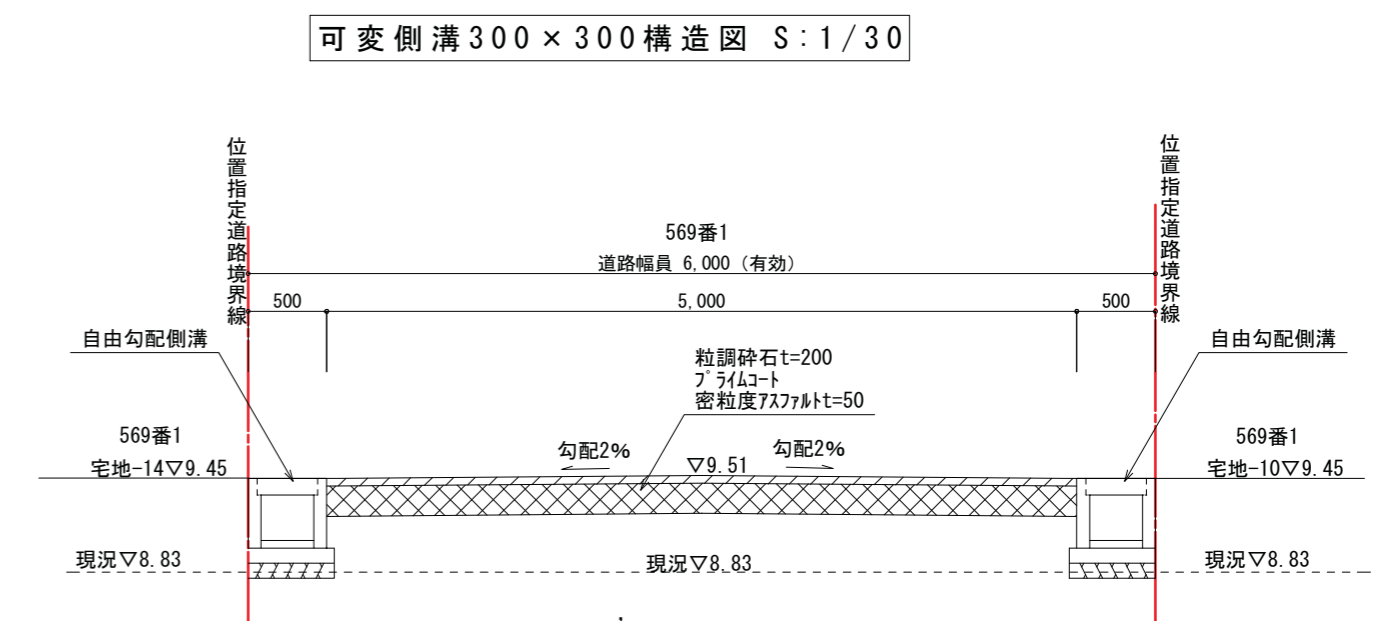 可変側溝300×300構造図 S:1/30
位置指定道路境界線
位置指定道路境界線
569番1
道路幅員 6,000 (有効)
500
5,000
500
自由勾配側溝
自由勾配側溝
粒調砕石t=200
プライムコート
密粒度アスファルトt=50
569番1
宅地-14▽9.45
勾配2%
▽9.51
勾配2%
569番1
宅地-10▽9.45
現況▽8.83
現況▽8.83
現況▽8.83